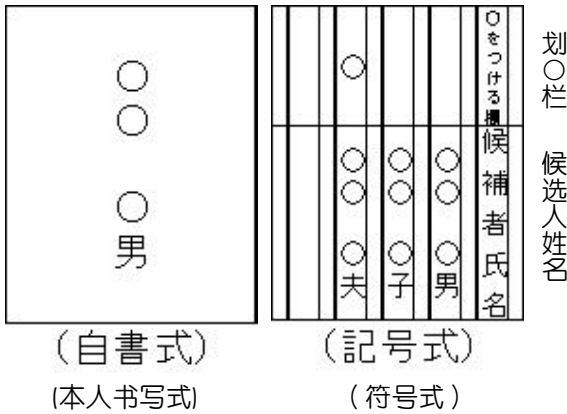 ○○ ○男
○をつける欄
候補者氏名
○
○○ ○男
○○ ○子
○○ ○夫
划○栏
候选人姓名
(自書式)
(記号式)
(本人书写式)
(符号式)